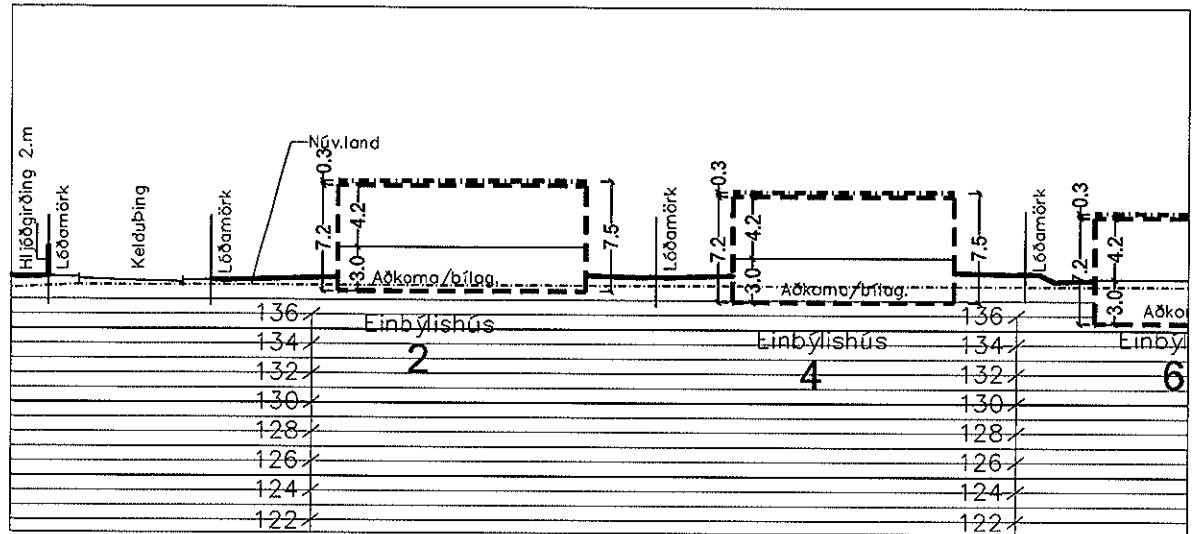 Hljóðgirðing 2.m
Lóðamörk
Kelduþing
Lóðamörk
Núv.land
0.3
7.2
4.2
3.0
7.5
Aðkoma/bílag.
Einbýlishús
2
Lóðamörk
0.3
7.2
4.2
3.0
7.5
Aðkoma/bílag.
Einbýlishús
4
Lóðamörk
0.3
7.2
4.2
3.0
Aðko
Einbýl
6
136
134
132
130
128
126
124
122
136
134
132
130
128
126
124
122